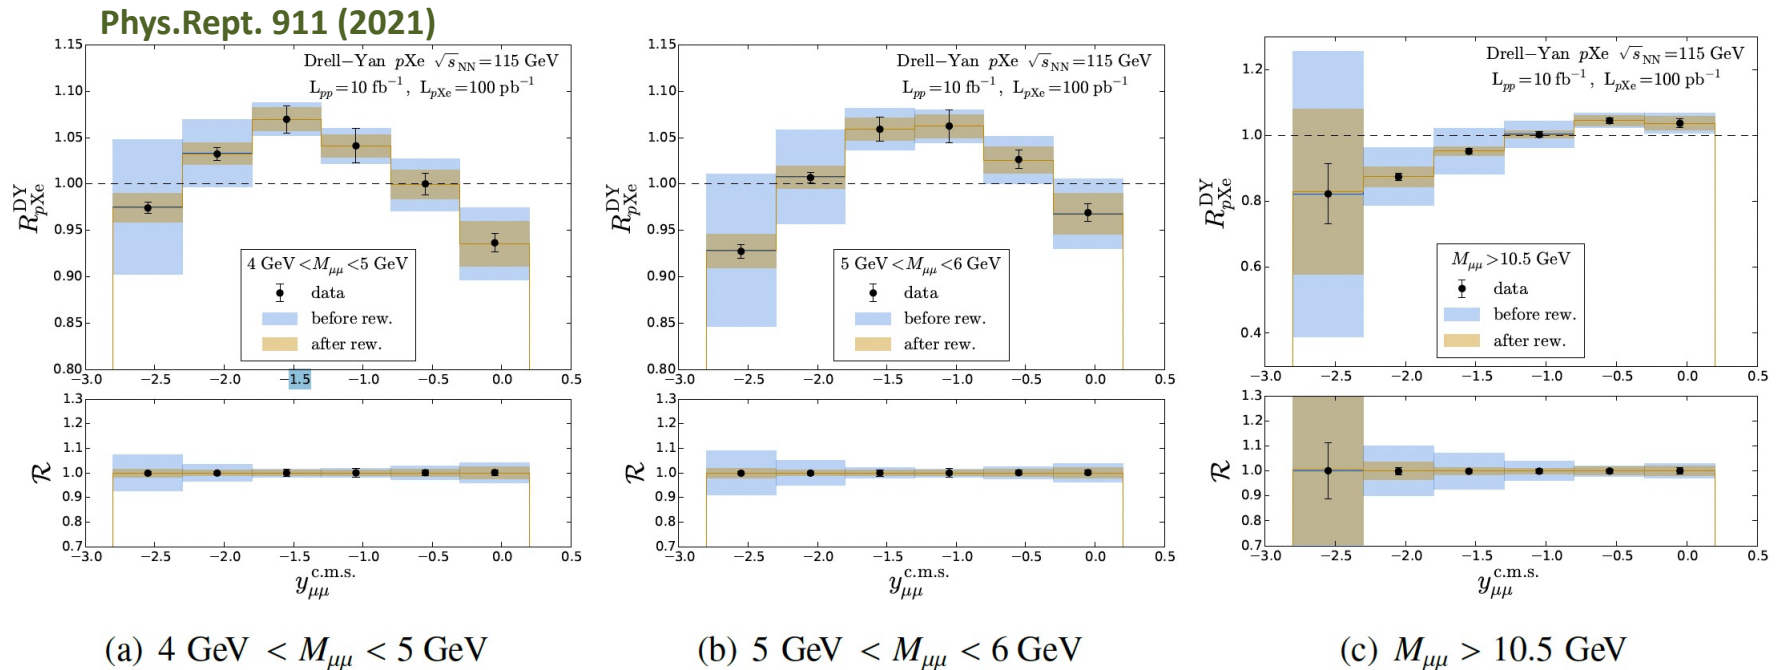 Phys.Rept. 911 (2021)
1.15
1.10
1.05
1.00
0.95
0.90
0.85
0.80
R^DY_pXe
Drell−Yan pXe √s_NN=115 GeV
L_pp=10 fb⁻¹, L_pXe=100 pb⁻¹
4 GeV <M_μμ<5 GeV
data
before rew.
after rew.
−3.0 −2.5 −2.0 −1.5 −1.0 −0.5 0.0 0.5
1.3
1.2
1.1
1.0
0.9
0.8
0.7
ℛ
−3.0 −2.5 −2.0 −1.5 −1.0 −0.5 0.0 0.5
y^c.m.s._μμ
(a) 4 GeV < M_μμ < 5 GeV
1.15
1.10
1.05
1.00
0.95
0.90
0.85
0.80
R^DY_pXe
Drell−Yan pXe √s_NN=115 GeV
L_pp=10 fb⁻¹, L_pXe=100 pb⁻¹
5 GeV <M_μμ<6 GeV
data
before rew.
after rew.
−3.0 −2.5 −2.0 −1.5 −1.0 −0.5 0.0 0.5
1.3
1.2
1.1
1.0
0.9
0.8
0.7
ℛ
−3.0 −2.5 −2.0 −1.5 −1.0 −0.5 0.0 0.5
y^c.m.s._μμ
(b) 5 GeV < M_μμ < 6 GeV
1.2
1.0
0.8
0.6
0.4
R^DY_pXe
Drell−Yan pXe √s_NN=115 GeV
L_pp=10 fb⁻¹, L_pXe=100 pb⁻¹
M_μμ>10.5 GeV
data
before rew.
after rew.
−3.0 −2.5 −2.0 −1.5 −1.0 −0.5 0.0 0.5
1.3
1.2
1.1
1.0
0.9
0.8
0.7
ℛ
−3.0 −2.5 −2.0 −1.5 −1.0 −0.5 0.0 0.5
y^c.m.s._μμ
(c) M_μμ > 10.5 GeV